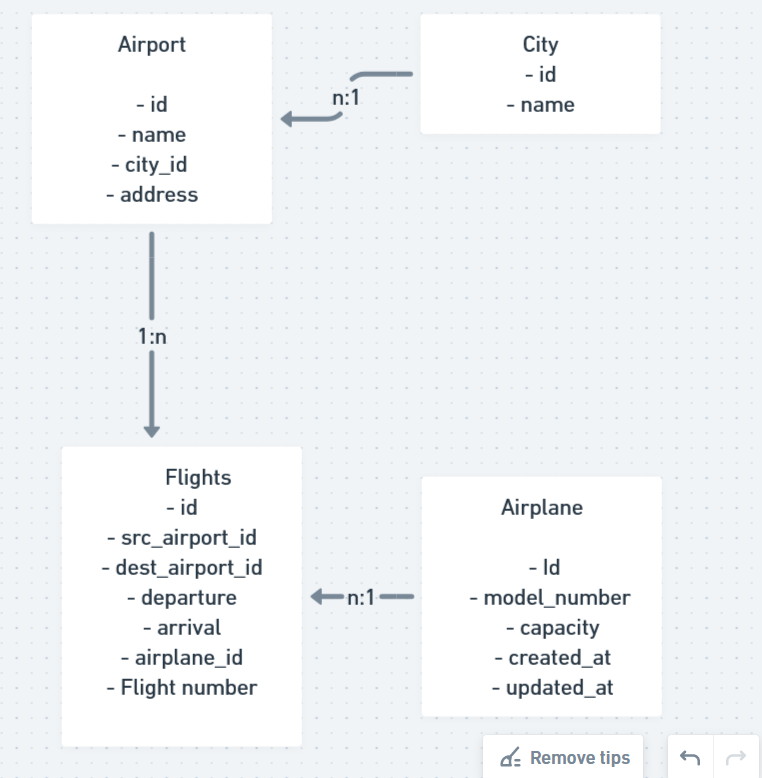 Airport
- id
- name
- city_id
- address
City
- id
- name
n:1
1:n
Flights
- id
- src_airport_id
- dest_airport_id
- departure
- arrival
- airplane_id
- Flight number
n:1
Airplane
- Id
- model_number
- capacity
- created_at
- updated_at
Remove tips